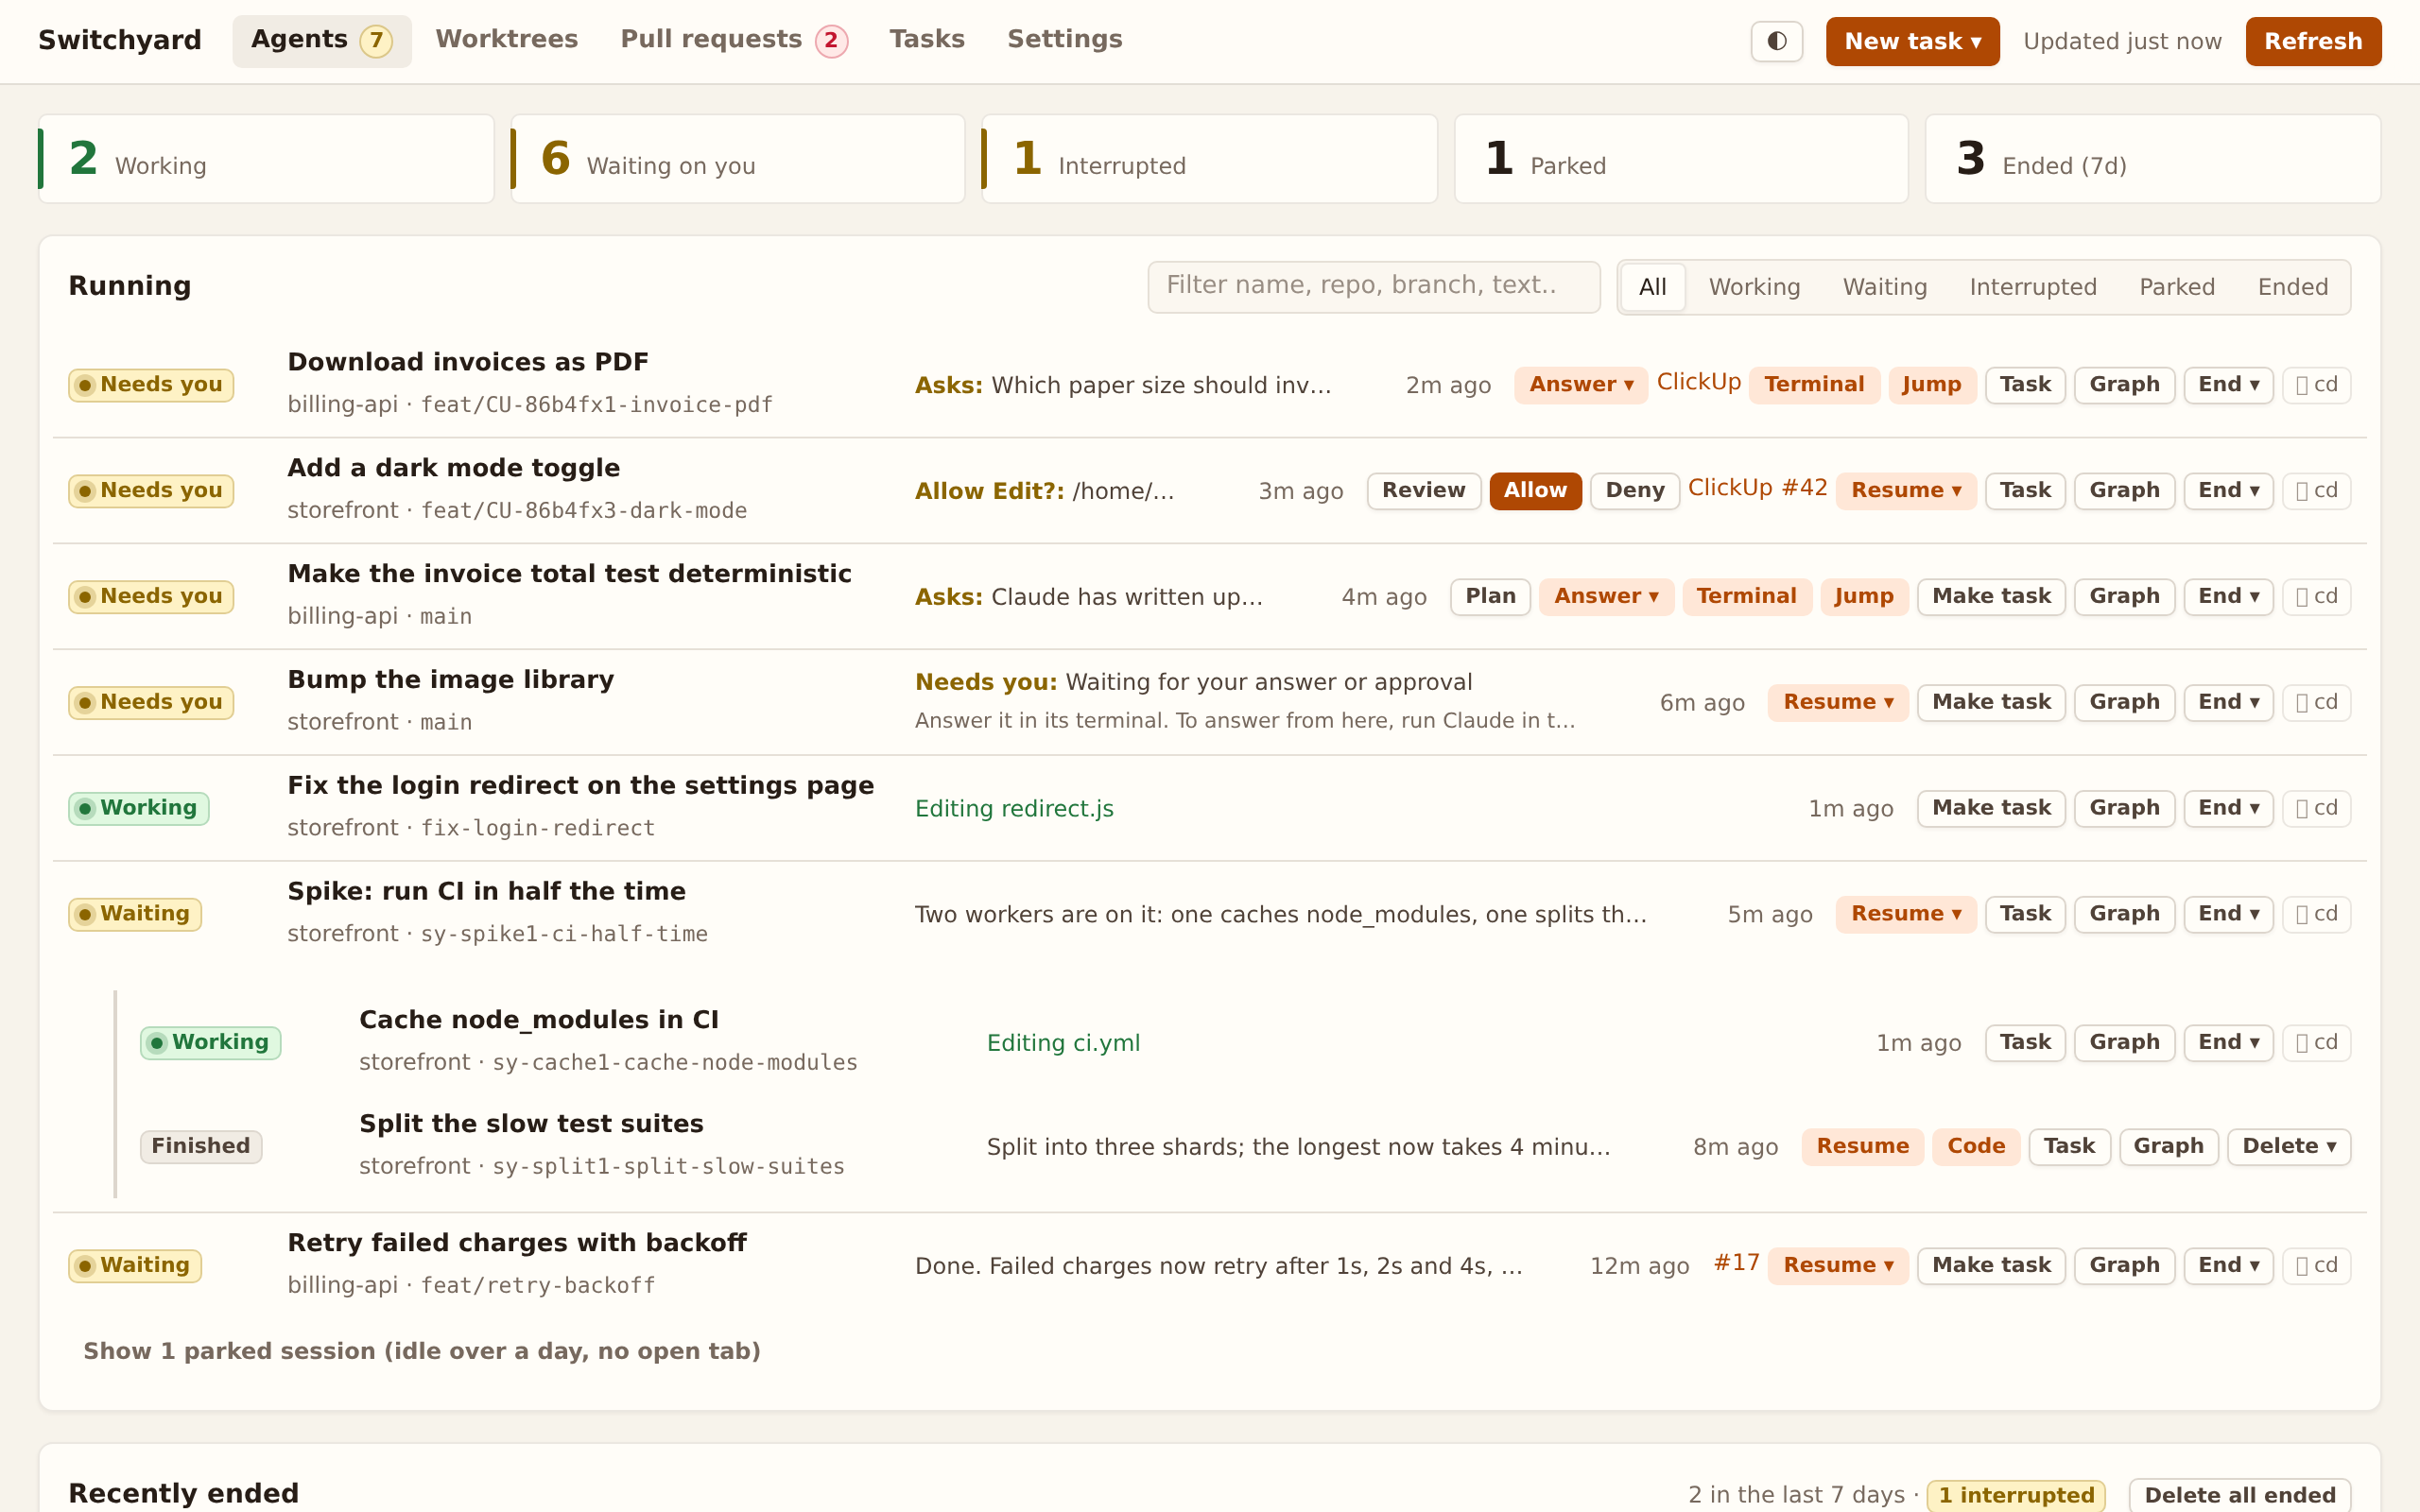 Switchyard Agents 7 Worktrees Pull requests 2 Tasks Settings ◐ New task ▾ Updated just now Refresh
2 Working 6 Waiting on you 1 Interrupted 1 Parked 3 Ended (7d)
Running Filter name, repo, branch, text.. All Working Waiting Interrupted Parked Ended
Download invoices as PDF
Needs you Asks: Which paper size should inv… 2m ago Answer ▾ ClickUp Terminal Jump Task Graph End ▾ cd
billing-api · feat/CU-86b4fx1-invoice-pdf
Add a dark mode toggle
Needs you Allow Edit?: /home/… 3m ago Review Allow Deny ClickUp #42 Resume ▾ Task Graph End ▾ cd
storefront · feat/CU-86b4fx3-dark-mode
Make the invoice total test deterministic
Needs you Asks: Claude has written up… 4m ago Plan Answer ▾ Terminal Jump Make task Graph End ▾ cd
billing-api · main
Bump the image library
Needs you: Waiting for your answer or approval
Needs you 6m ago Resume ▾ Make task Graph End ▾ cd
storefront · main
Answer it in its terminal. To answer from here, run Claude in t…
Fix the login redirect on the settings page
Working Editing redirect.js 1m ago Make task Graph End ▾ cd
storefront · fix-login-redirect
Spike: run CI in half the time
Waiting Two workers are on it: one caches node_modules, one splits th… 5m ago Resume ▾ Task Graph End ▾ cd
storefront · sy-spike1-ci-half-time
Cache node_modules in CI
Working Editing ci.yml 1m ago Task Graph End ▾ cd
storefront · sy-cache1-cache-node-modules
Split the slow test suites
Finished Split into three shards; the longest now takes 4 minu… 8m ago Resume Code Task Graph Delete ▾
storefront · sy-split1-split-slow-suites
Retry failed charges with backoff
Waiting Done. Failed charges now retry after 1s, 2s and 4s, … 12m ago #17 Resume ▾ Make task Graph End ▾ cd
billing-api · feat/retry-backoff
Show 1 parked session (idle over a day, no open tab)
Recently ended 2 in the last 7 days · 1 interrupted Delete all ended